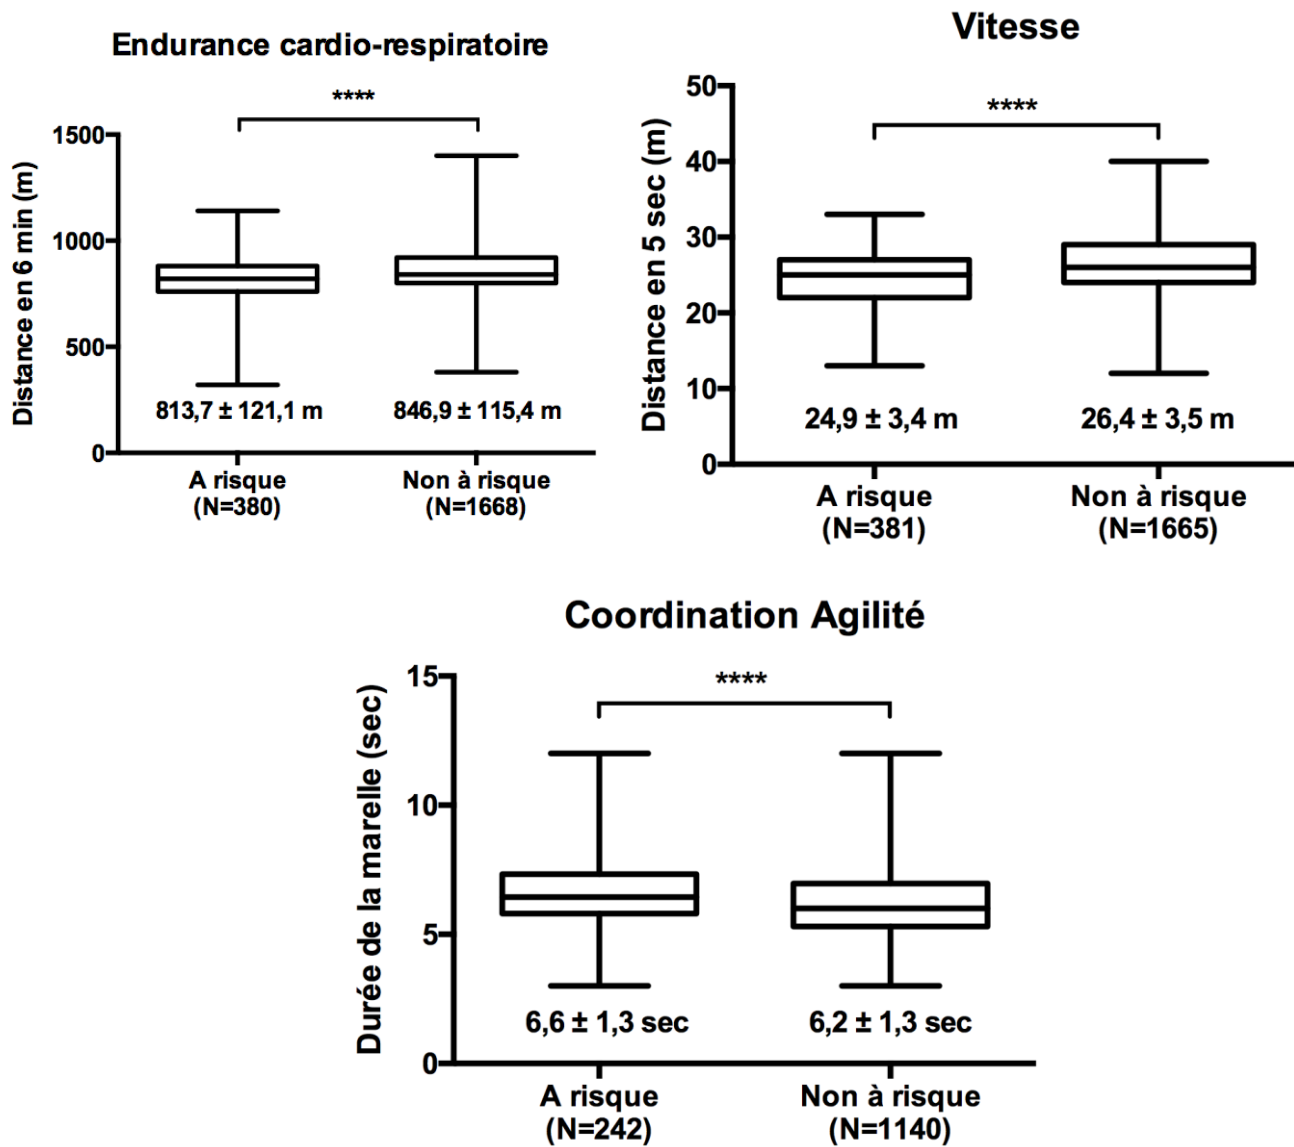 Endurance cardio-respiratoire
****
Distance en 6 min (m)
1500
1000
500
0
813,7 ± 121,1 m
846,9 ± 115,4 m
A risque
(N=380)
Non à risque
(N=1668)
Vitesse
****
Distance en 5 sec (m)
50
40
30
20
10
0
24,9 ± 3,4 m
26,4 ± 3,5 m
A risque
(N=381)
Non à risque
(N=1665)
Coordination Agilité
****
Durée de la marelle (sec)
15
10
5
0
6,6 ± 1,3 sec
6,2 ± 1,3 sec
A risque
(N=242)
Non à risque
(N=1140)